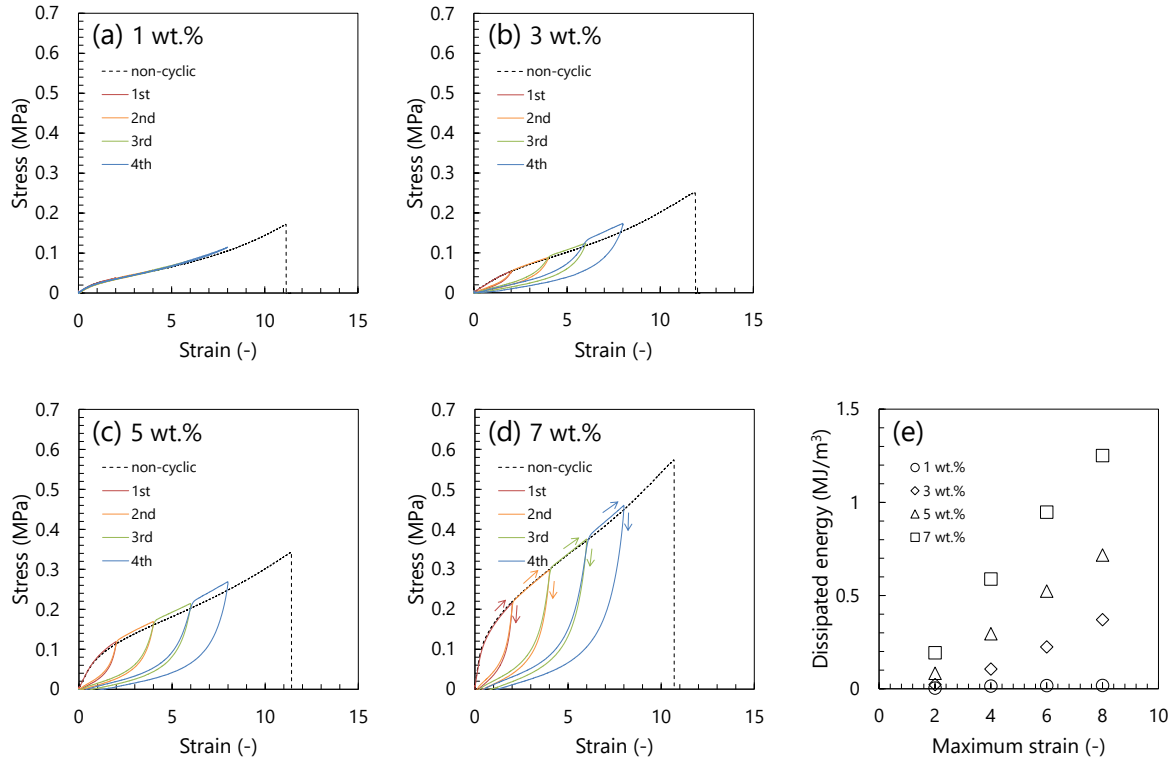 (a) 1 wt.%
0.7
0.6
0.5
0.4
0.3
0.2
0.1
0
Stress (MPa)
non-cyclic
1st
2nd
3rd
4th
0 5 10 15
Strain (-)
(b) 3 wt.%
0.7
0.6
0.5
0.4
0.3
0.2
0.1
0
Stress (MPa)
non-cyclic
1st
2nd
3rd
4th
0 5 10 15
Strain (-)
(c) 5 wt.%
0.7
0.6
0.5
0.4
0.3
0.2
0.1
0
Stress (MPa)
non-cyclic
1st
2nd
3rd
4th
0 5 10 15
Strain (-)
(d) 7 wt.%
0.7
0.6
0.5
0.4
0.3
0.2
0.1
0
Stress (MPa)
non-cyclic
1st
2nd
3rd
4th
0 5 10 15
Strain (-)
(e)
1.5
1
0.5
0
Dissipated energy (MJ/m³)
1 wt.%
3 wt.%
5 wt.%
7 wt.%
0 2 4 6 8 10
Maximum strain (-)